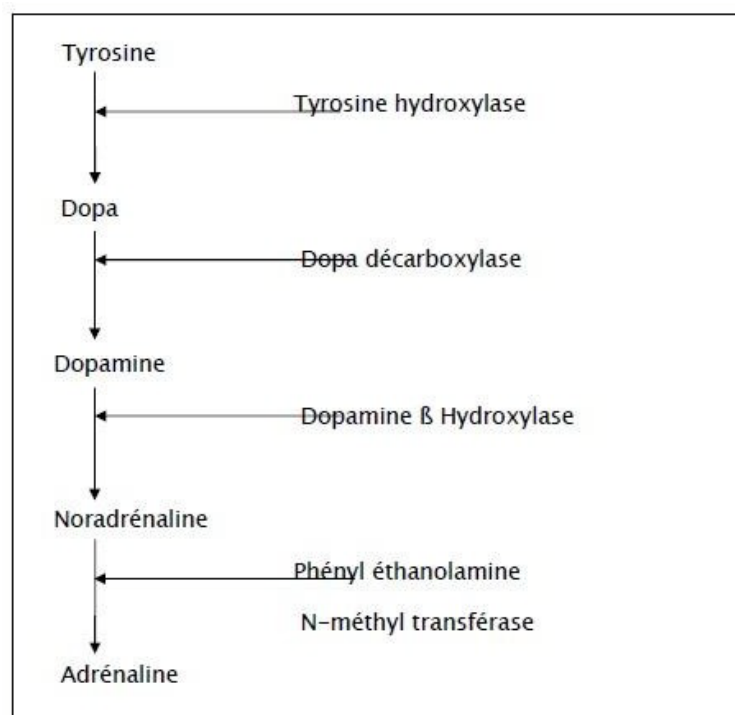 Tyrosine
Tyrosine hydroxylase
Dopa
Dopa décarboxylase
Dopamine
Dopamine ß Hydroxylase
Noradrénaline
Phényl éthanolamine
N-méthyl transférase
Adrénaline